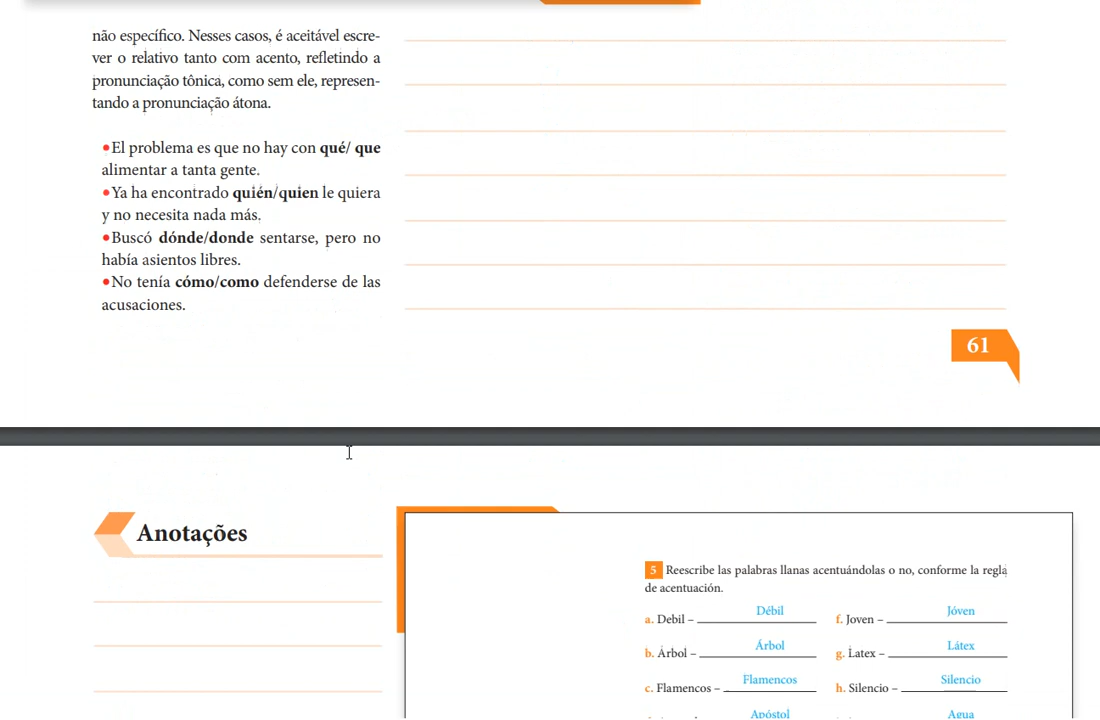 não específico. Nesses casos, é aceitável escre-
ver o relativo tanto com acento, refletindo a
pronunciação tônica, como sem ele, represen-
tando a pronunciação átona.
•El problema es que no hay con qué/ que
alimentar a tanta gente.
•Ya ha encontrado quién/quien le quiera
y no necesita nada más.
•Buscó dónde/donde sentarse, pero no
había asientos libres.
•No tenía cómo/como defenderse de las
acusaciones.
61
Anotações
5 Reescribe las palabras llanas acentuándolas o no, conforme la regla
de acentuación.
a. Debil – Débil
f. Joven – Jóven
b. Árbol – Árbol
g. Latex – Látex
c. Flamencos – Flamencos
h. Silencio – Silencio
Apóstol
Agua